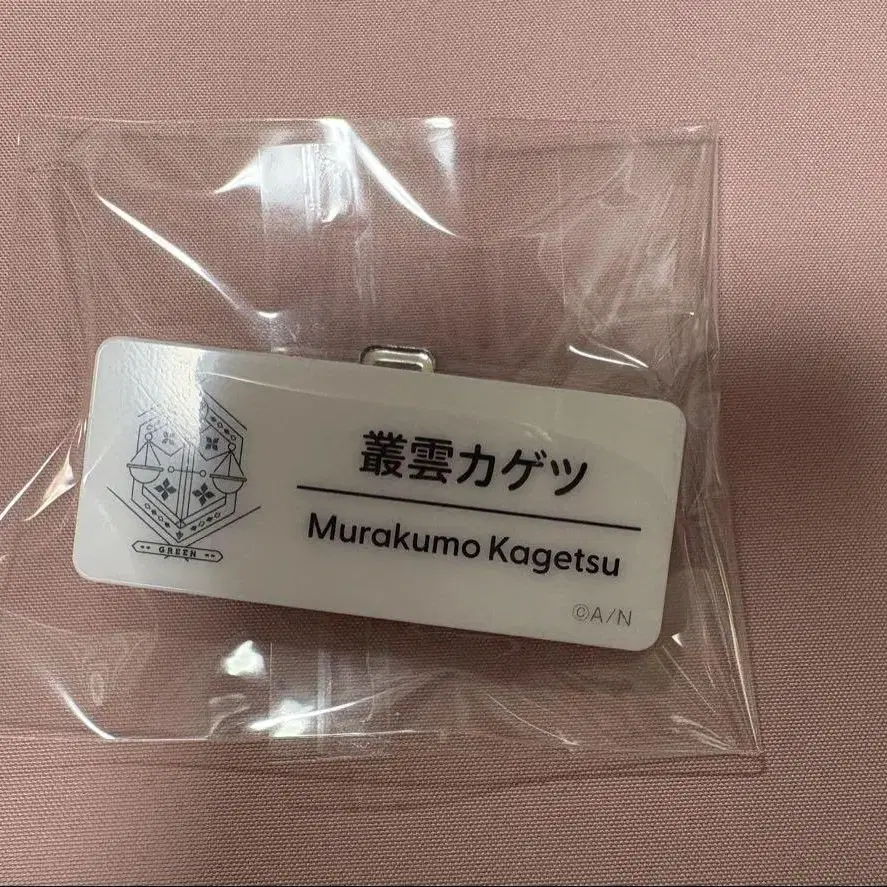 叢雲カゲツ
Murakumo Kagetsu
GREEN
©A/N